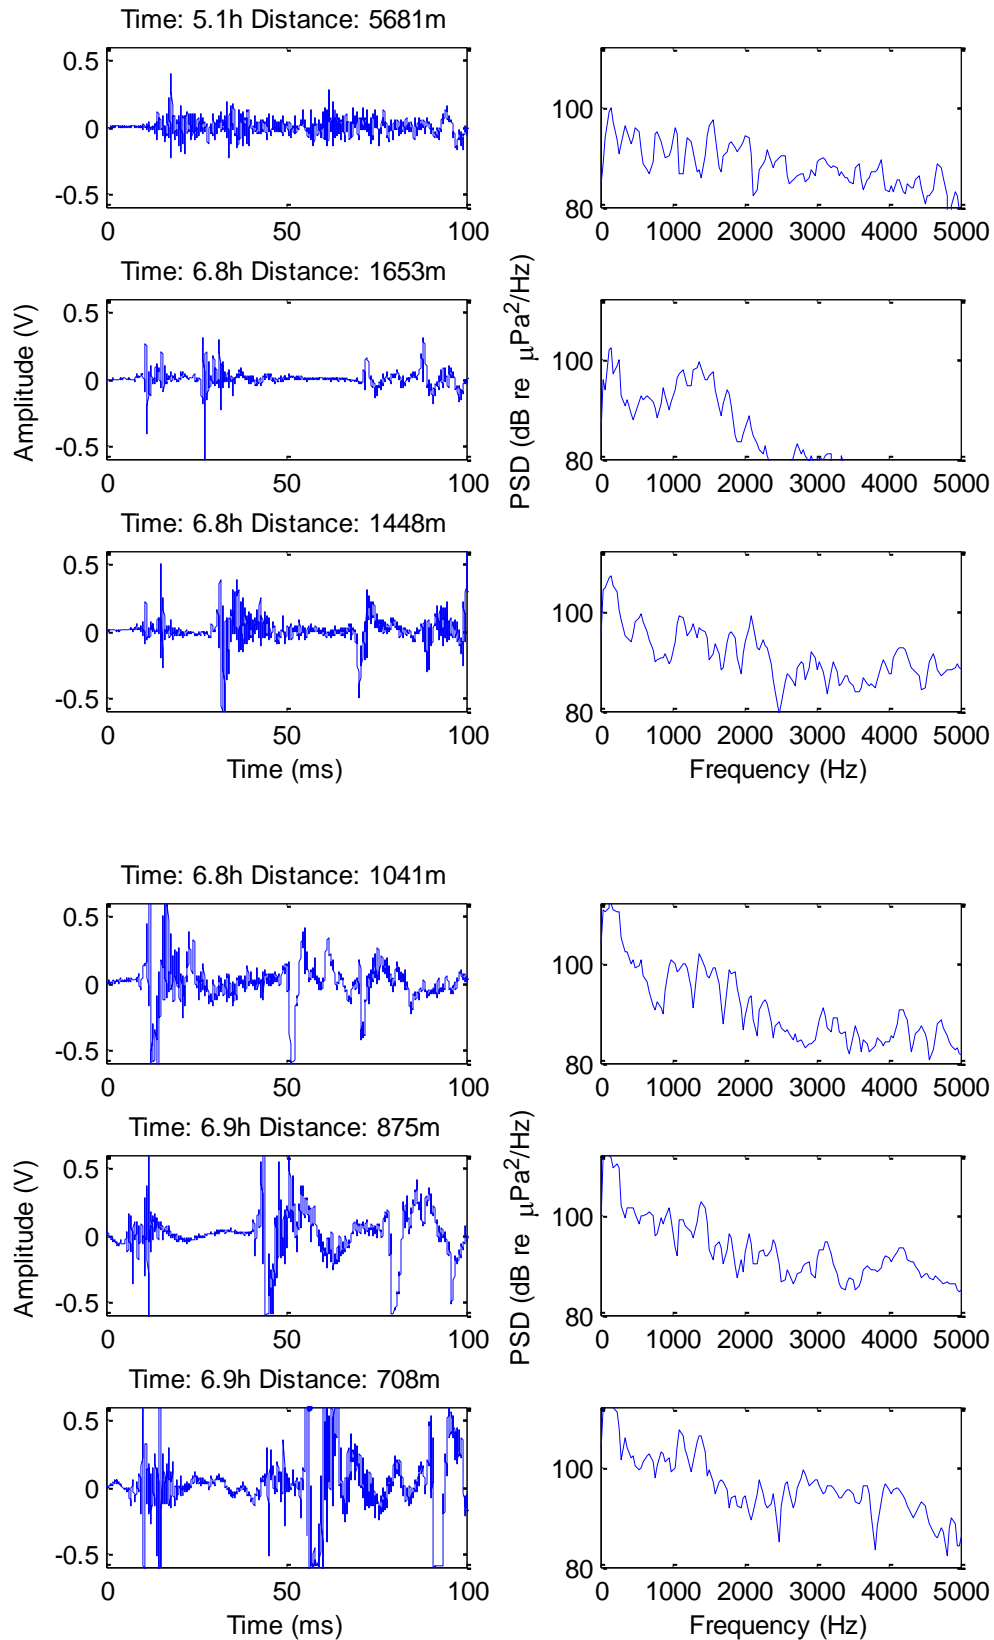 Time: 5.1h Distance: 5681m
0.5
0
-0.5
0 50 100
100
80
0 1000 2000 3000 4000 5000
Time: 6.8h Distance: 1653m
Amplitude (V)
0.5
0
-0.5
0 50 100
PSD (dB re μPa²/Hz)
100
80
0 1000 2000 3000 4000 5000
Time: 6.8h Distance: 1448m
0.5
0
-0.5
0 50 100
Time (ms)
100
80
0 1000 2000 3000 4000 5000
Frequency (Hz)
Time: 6.8h Distance: 1041m
0.5
0
-0.5
0 50 100
100
80
0 1000 2000 3000 4000 5000
Time: 6.9h Distance: 875m
Amplitude (V)
0.5
0
-0.5
0 50 100
PSD (dB re μPa²/Hz)
100
80
0 1000 2000 3000 4000 5000
Time: 6.9h Distance: 708m
0.5
0
-0.5
0 50 100
Time (ms)
100
80
0 1000 2000 3000 4000 5000
Frequency (Hz)